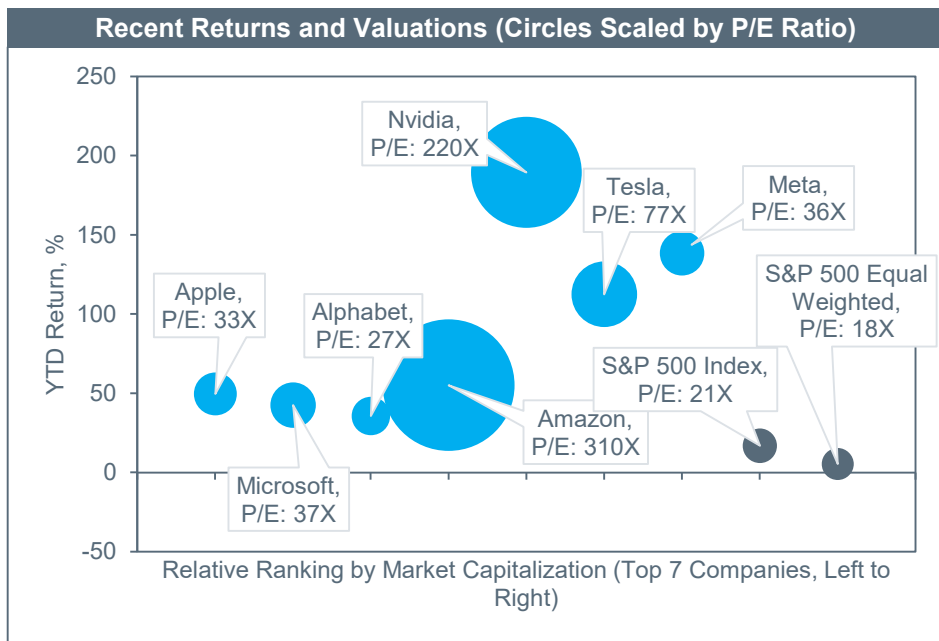 Recent Returns and Valuations (Circles Scaled by P/E Ratio)
250
200
150
100
50
0
-50
YTD Return, %
Nvidia,
P/E: 220X
Tesla,
P/E: 77X
Meta,
P/E: 36X
S&P 500 Equal
Weighted,
P/E: 18X
Apple,
P/E: 33X
Alphabet,
P/E: 27X
S&P 500 Index,
P/E: 21X
Amazon,
P/E: 310X
Microsoft,
P/E: 37X
Relative Ranking by Market Capitalization (Top 7 Companies, Left to
Right)